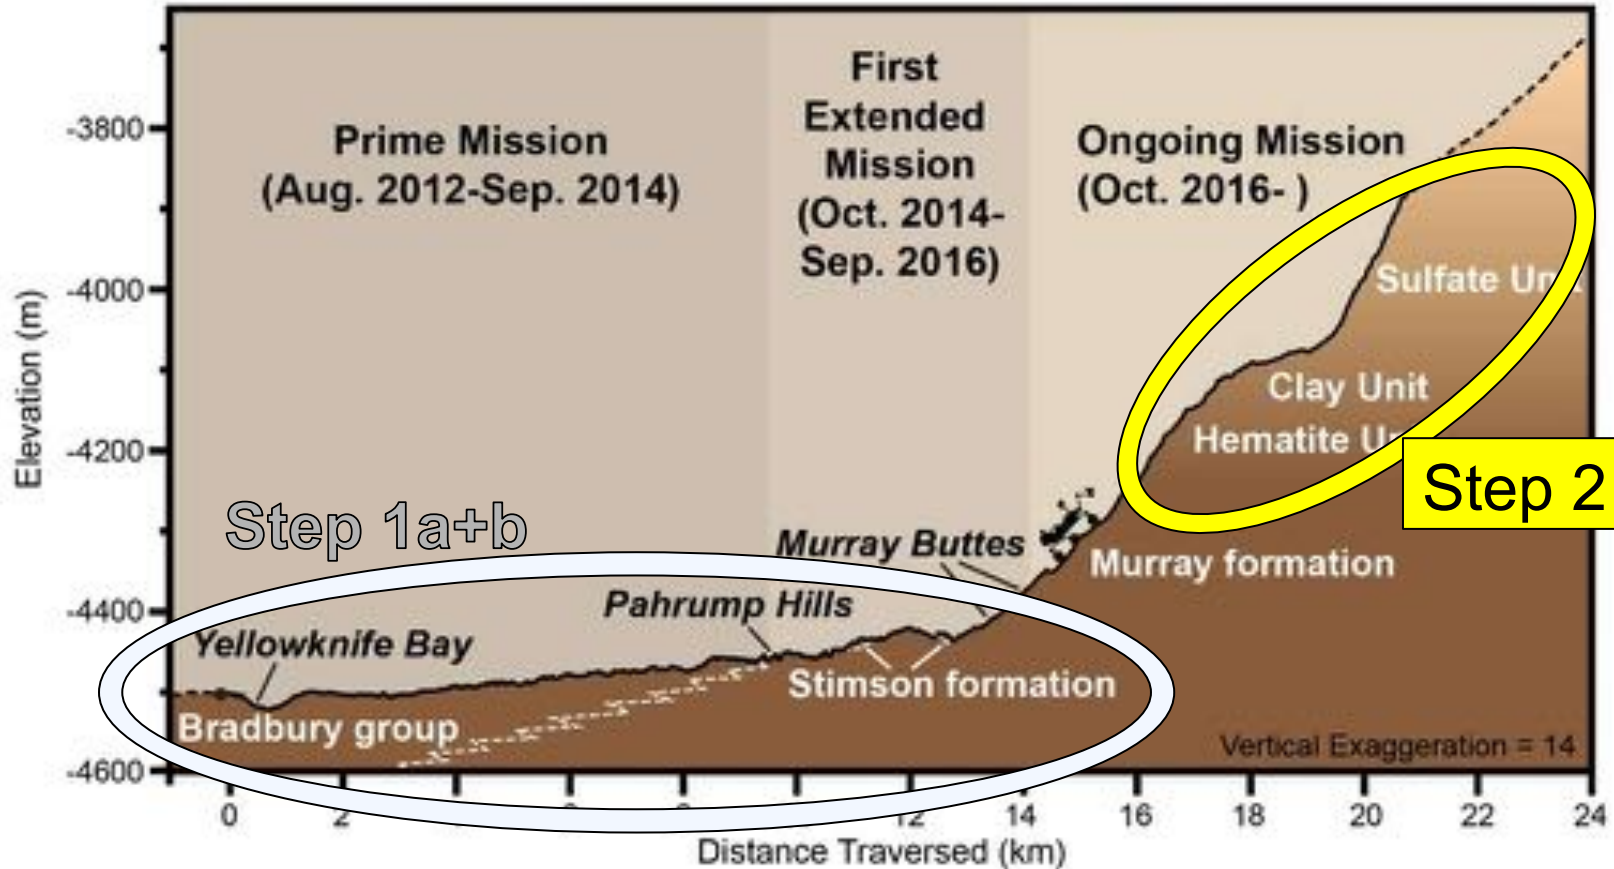 First
Extended
Mission
(Oct. 2014-
Sep. 2016)
Prime Mission
(Aug. 2012-Sep. 2014)
Ongoing Mission
(Oct. 2016- )
-3800
-4000
-4200
-4400
-4600
Elevation (m)
Sulfate
Clay Unit
Hematite
Step 2
Step 1a+b
Murray Buttes
Murray formation
Pahrump Hills
Yellowknife Bay
Stimson formation
Bradbury group
Vertical Exaggeration = 14
0 2 12 14 16 18 20 22 24
Distance Traversed (km)